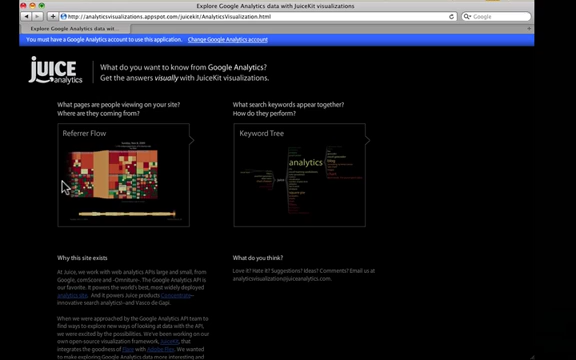 Explore Google Analytics data with JuiceKit visualizations
http://analyticsvisualizations.appspot.com/juicekit/AnalyticsVisualization.html
Google
Explore Google Analytics data wit...
You must have a Google Analytics account to use this application. Change Google Analytics account
JUICE
analytics
What do you want to know from Google Analytics?
Get the answers visually with JuiceKit visualizations.
What pages are people viewing on your site?
Where are they coming from?
What search keywords appear together?
How do they perform?
Referrer Flow
Keyword Tree
analytics
Why this site exists
What do you think?
At Juice, we work with web analytics APIs large and small, from
Google, comScore and Omniture. The Google Analytics API is
our favorite. It powers the world's most widely deployed
analytics site. And it powers Juice products Concentrate—
innovative search analytics—and Vasco de Gapi.
Love it? Hate it? Suggestions? Ideas? Comments? Email us at
analyticsvisualization@juiceanalytics.com.
When we were approached by the Google API team to
find ways to explore new ways of looking at data with the API,
we were excited by the possibilities. We've been working on our
own open-source visualization framework, JuiceKit, that
integrates the goodness of Flare with Adobe Flex. We wanted
to make exploring Google Analytics data more interesting and